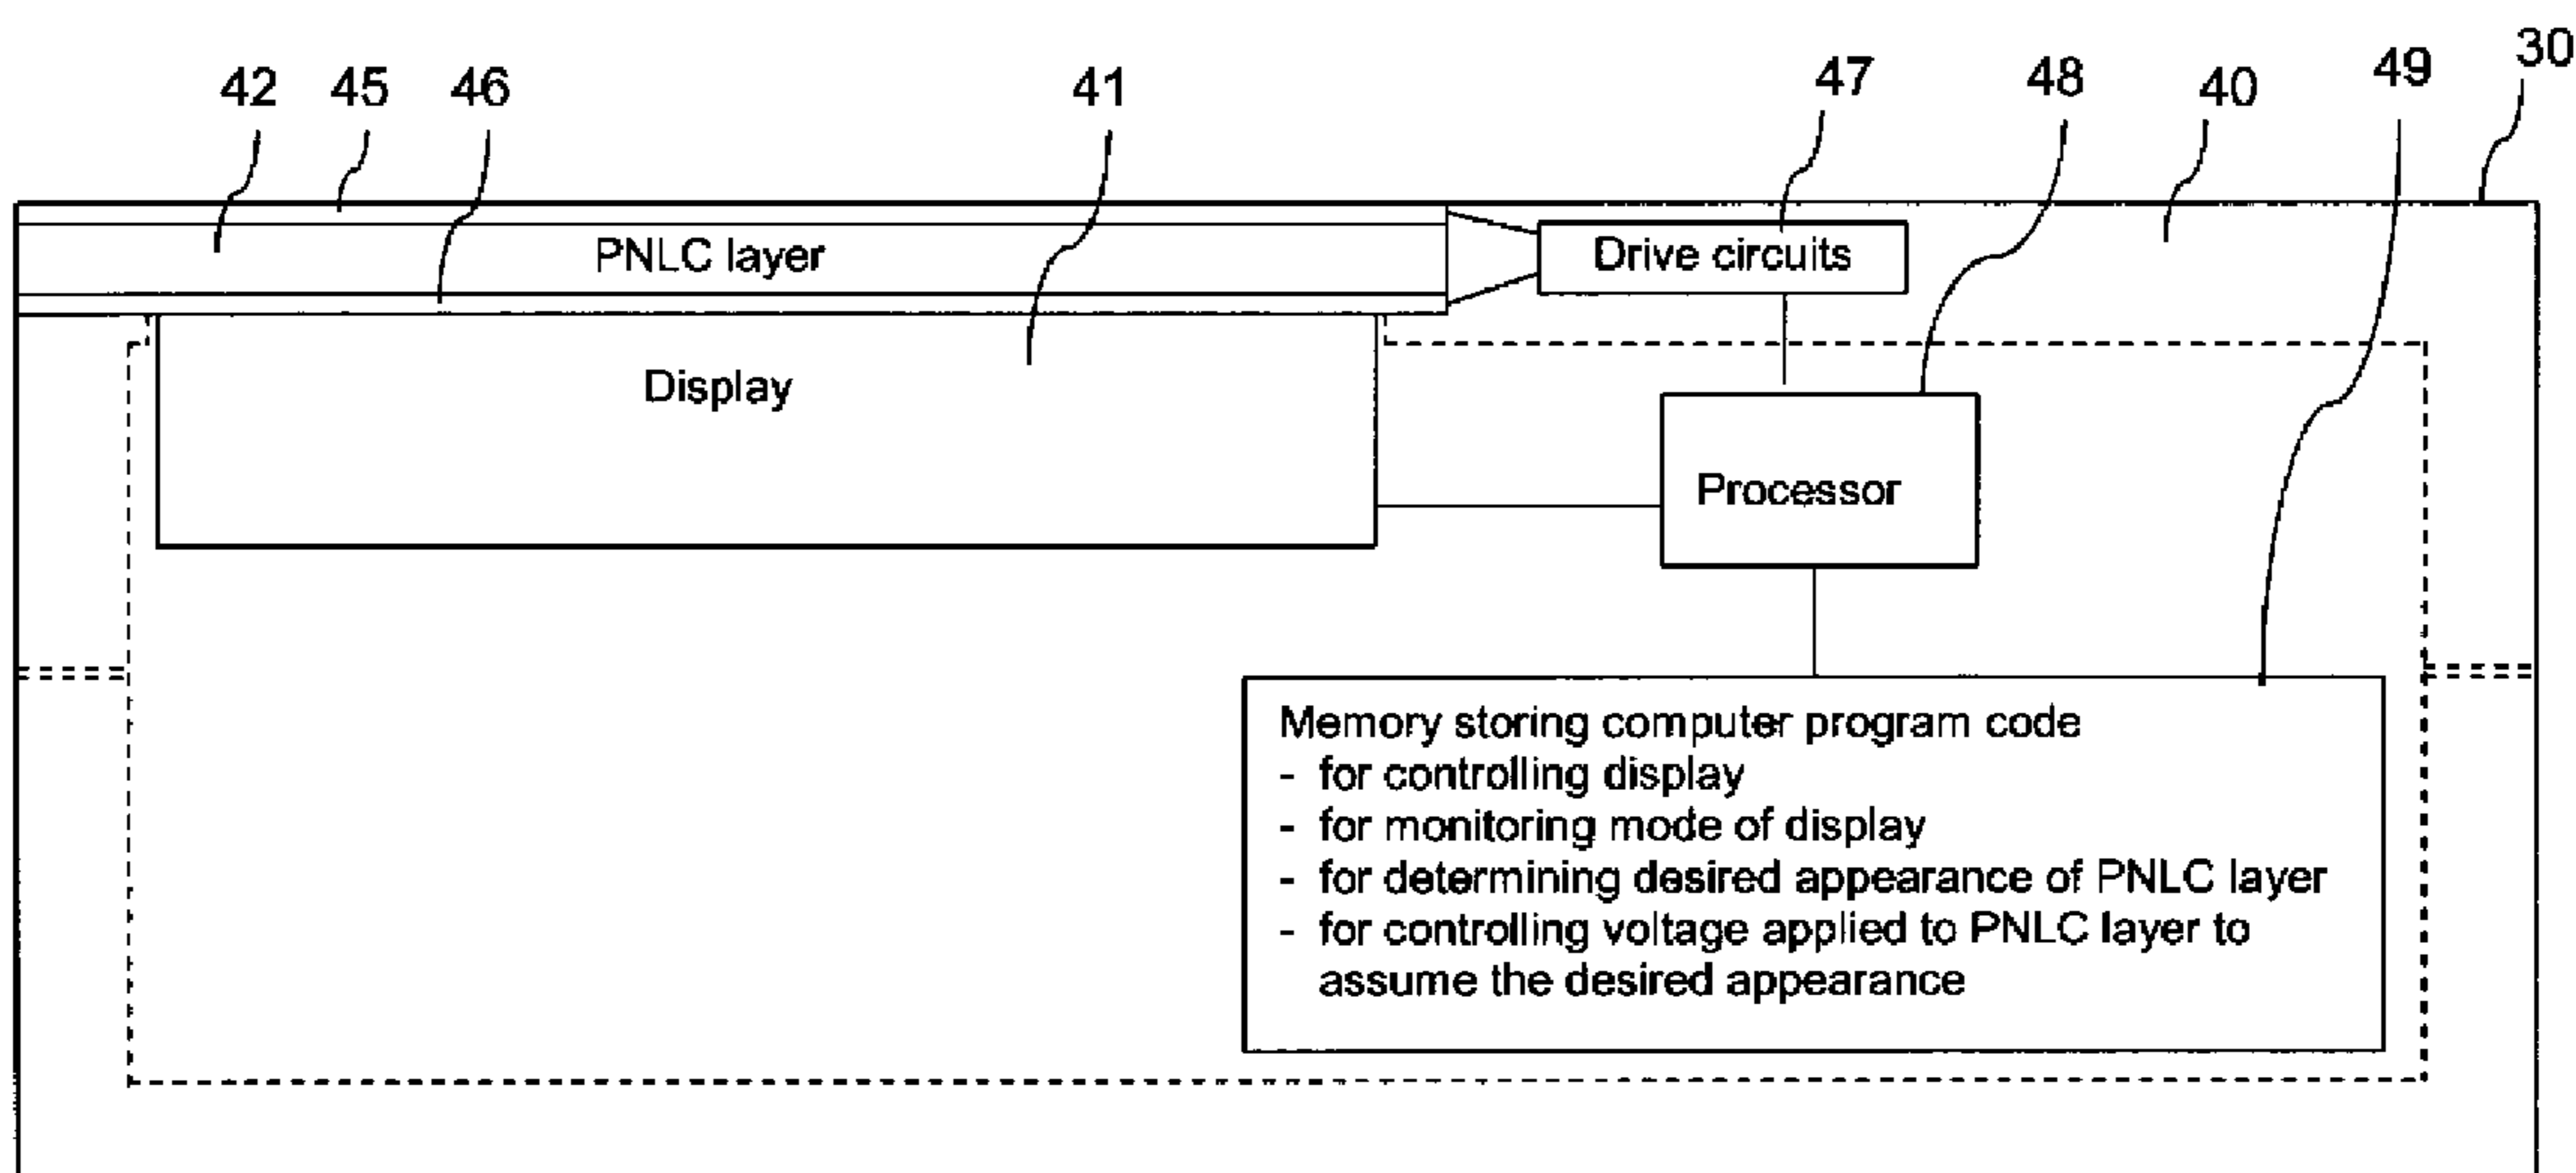 42 45 46 41 47 48 40 49 30
PNLC layer
Drive circuits
Display
Processor
Memory storing computer program code
- for controlling display
- for monitoring mode of display
- for determining desired appearance of PNLC layer
- for controlling voltage applied to PNLC layer to
assume the desired appearance